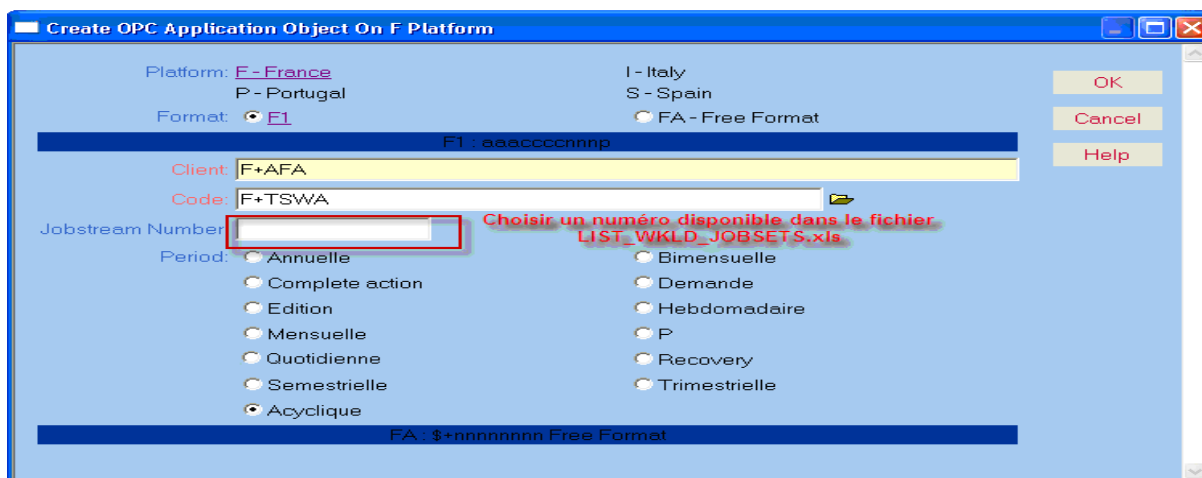 Create OPC Application Object On F Platform
Platform: F - France I - Italy
P - Portugal S - Spain
OK
Format: F1 FA - Free Format
Cancel
F1 : aaaccccnnnp
Help
Client: F+AFA
Code: F+TSWA
Jobstream Number
Choisir un numéro disponible dans le fichier
LIST_WKLD_JOBSETS.xls
Period: Annuelle Bimensuelle
Complete action Demande
Edition Hebdomadaire
Mensuelle P
Quotidienne Recovery
Semestrielle Trimestrielle
Acyclique
FA : $+nnnnnnnn Free Format